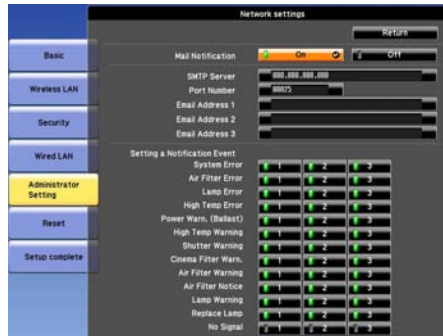 Network settings
Return
Basic
Wireless LAN
Security
Wired LAN
Administrator Setting
Reset
Setup complete
Mail Notification On Off
SMTP Server 000.000.000.000
Port Number 00025
Email Address 1
Email Address 2
Email Address 3
Setting a Notification Event
System Error 1 2 3
Air Filter Error 1 2 3
Lamp Error 1 2 3
High Temp Error 1 2 3
Power Warn. (Ballast) 1 2 3
High Temp Warning 1 2 3
Shutter Warning 1 2 3
Cinema Filter Warn. 1 2 3
Air Filter Warning 1 2 3
Air Filter Notice 1 2 3
Lamp Warning 1 2 3
Replace Lamp 1 2 3
No Signal 1 2 3